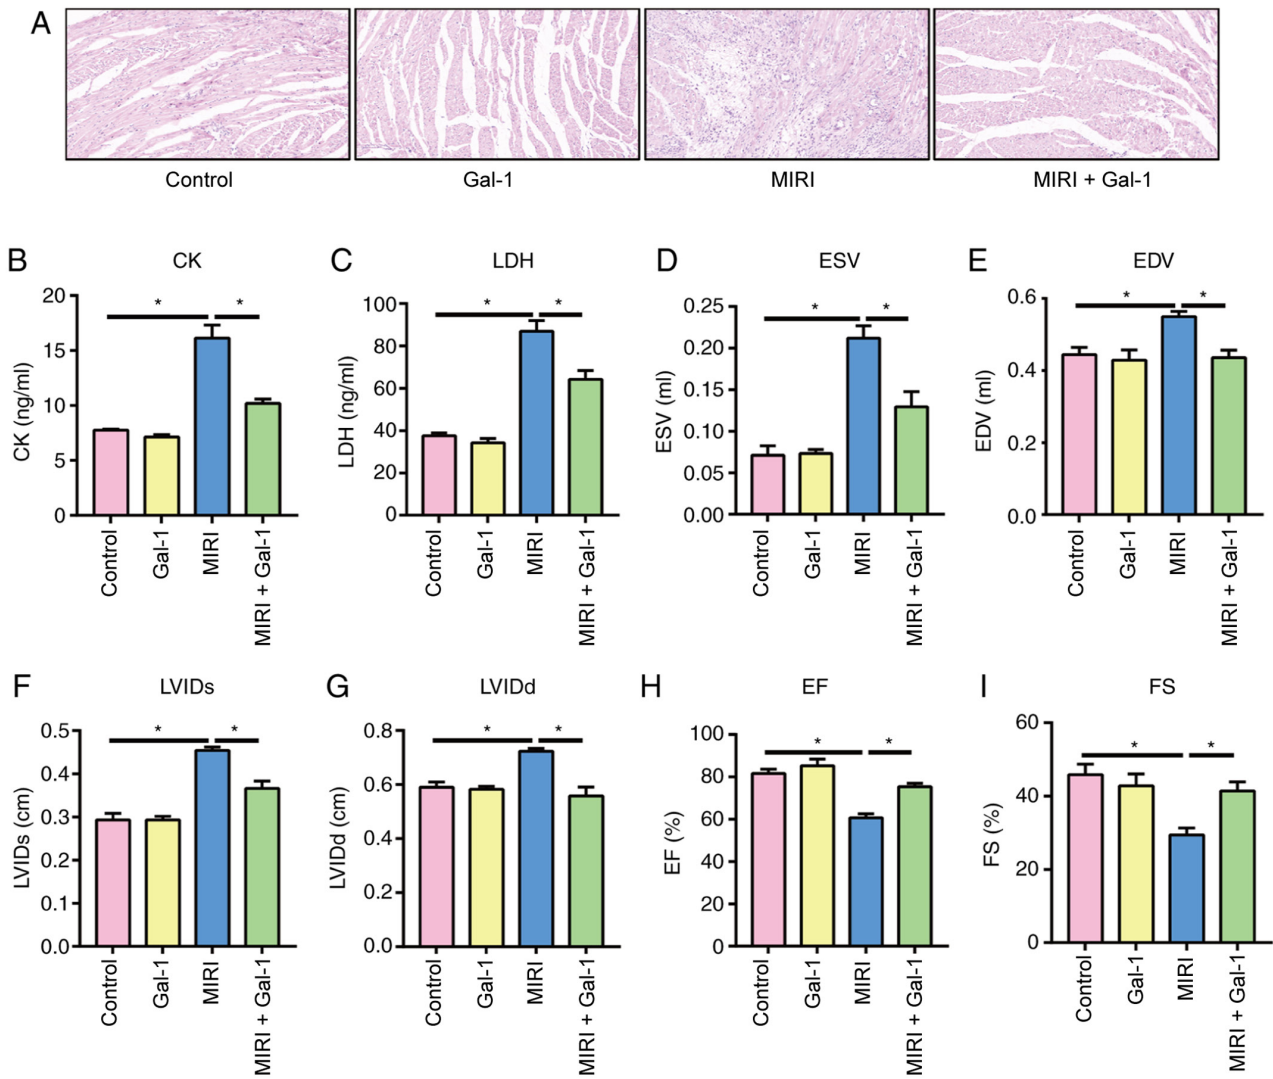 A
Control
Gal-1
MIRI
MIRI + Gal-1
B
CK
CK (ng/ml)
20
15
10
5
0
*
*
Control
Gal-1
MIRI
MIRI + Gal-1
C
LDH
LDH (ng/ml)
100
80
60
40
20
0
*
*
Control
Gal-1
MIRI
MIRI + Gal-1
D
ESV
ESV (ml)
0.25
0.20
0.15
0.10
0.05
0.00
*
*
Control
Gal-1
MIRI
MIRI + Gal-1
E
EDV
EDV (ml)
0.6
0.4
0.2
0.0
*
*
Control
Gal-1
MIRI
MIRI + Gal-1
F
LVIDs
LVIDs (cm)
0.5
0.4
0.3
0.2
0.1
0.0
*
*
Control
Gal-1
MIRI
MIRI + Gal-1
G
LVIDd
LVIDd (cm)
0.8
0.6
0.4
0.2
0.0
*
*
Control
Gal-1
MIRI
MIRI + Gal-1
H
EF
EF (%)
100
80
60
40
20
0
*
*
Control
Gal-1
MIRI
MIRI + Gal-1
I
FS
FS (%)
60
40
20
0
*
*
Control
Gal-1
MIRI
MIRI + Gal-1